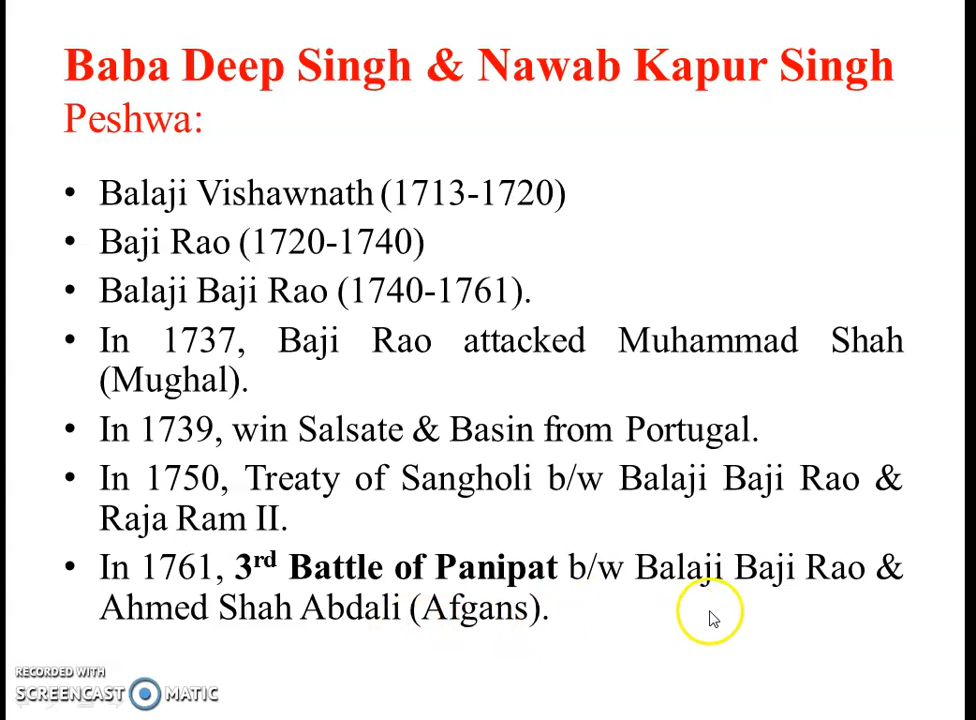 Baba Deep Singh & Nawab Kapur Singh
Peshwa:
• Balaji Vishawnath (1713-1720)
• Baji Rao (1720-1740)
• Balaji Baji Rao (1740-1761).
• In 1737, Baji Rao attacked Muhammad Shah
(Mughal).
• In 1739, win Salsate & Basin from Portugal.
• In 1750, Treaty of Sangholi b/w Balaji Baji Rao &
Raja Ram II.
• In 1761, 3rd Battle of Panipat b/w Balaji Baji Rao &
Ahmed Shah Abdali (Afgans).
RECORDED WITH
SCREENCAST MATIC